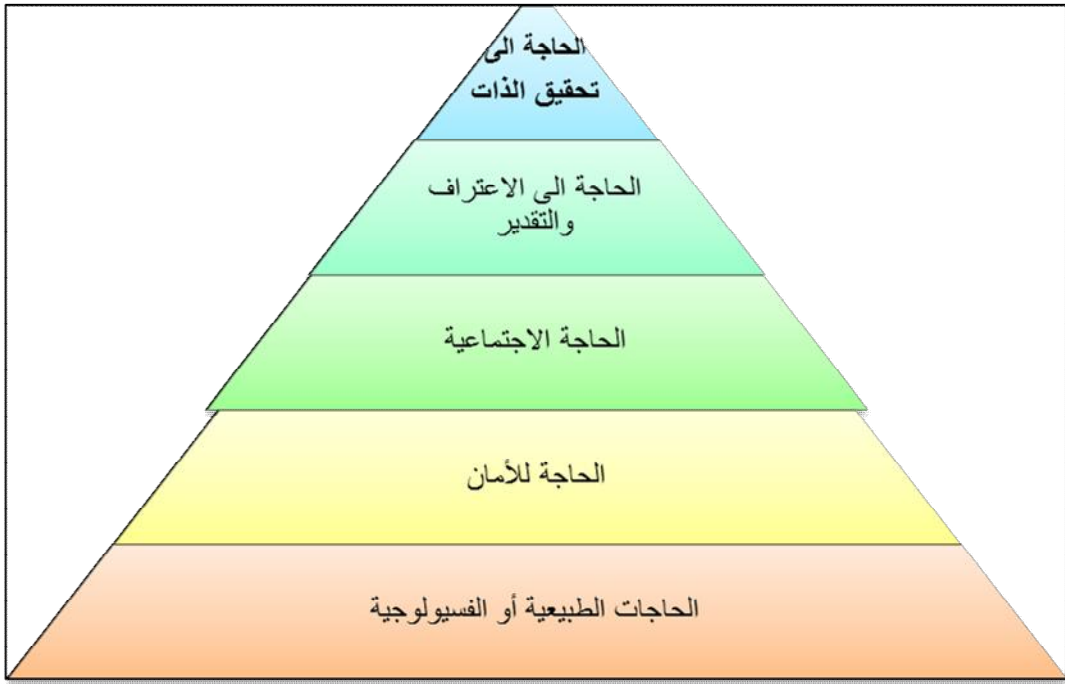 الحاجة الى
تحقيق الذات
الحاجة الى الاعتراف
والتقدير
الحاجة الاجتماعية
الحاجة للأمان
الحاجات الطبيعية أو الفسيولوجية